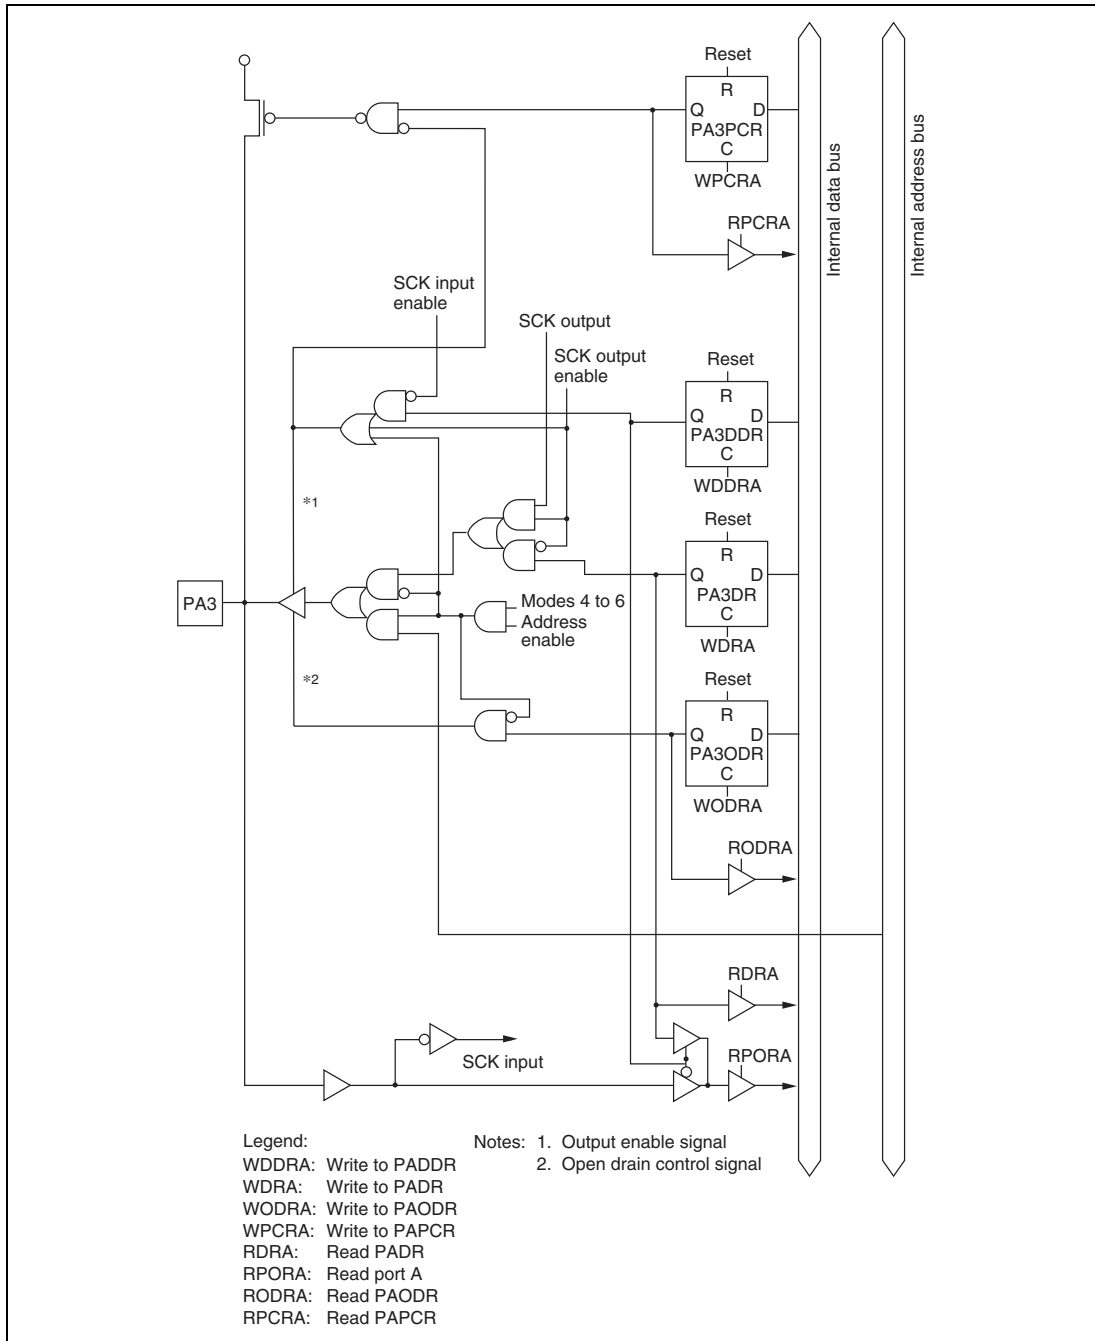 Reset
R
Q D
PA3PCR
C
WPCRA
RPCRA
Internal data bus
Internal address bus
SCK input
enable
SCK output
SCK output
enable
Reset
R
Q D
PA3DDR
C
WDDRA
*1
Reset
R
Q D
PA3DR
C
WDRA
PA3
Modes 4 to 6
Address
enable
*2
Reset
R
Q D
PA3ODR
C
WODRA
RODRA
RDRA
SCK input
RPORA
Legend:
WDDRA: Write to PADDR
WDRA: Write to PADR
WODRA: Write to PAODR
WPCRA: Write to PAPCR
RDRA: Read PADR
RPORA: Read port A
RODRA: Read PAODR
RPCRA: Read PAPCR
Notes: 1. Output enable signal
2. Open drain control signal